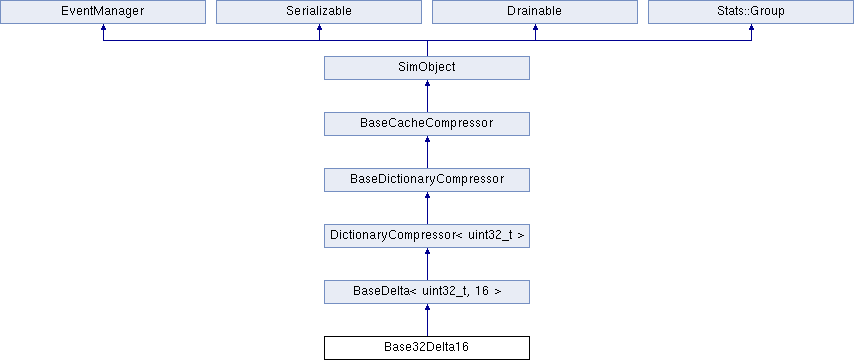 EventManager
Serializable
Drainable
Stats::Group
SimObject
BaseCacheCompressor
BaseDictionaryCompressor
DictionaryCompressor< uint32_t >
BaseDelta< uint32_t, 16 >
Base32Delta16